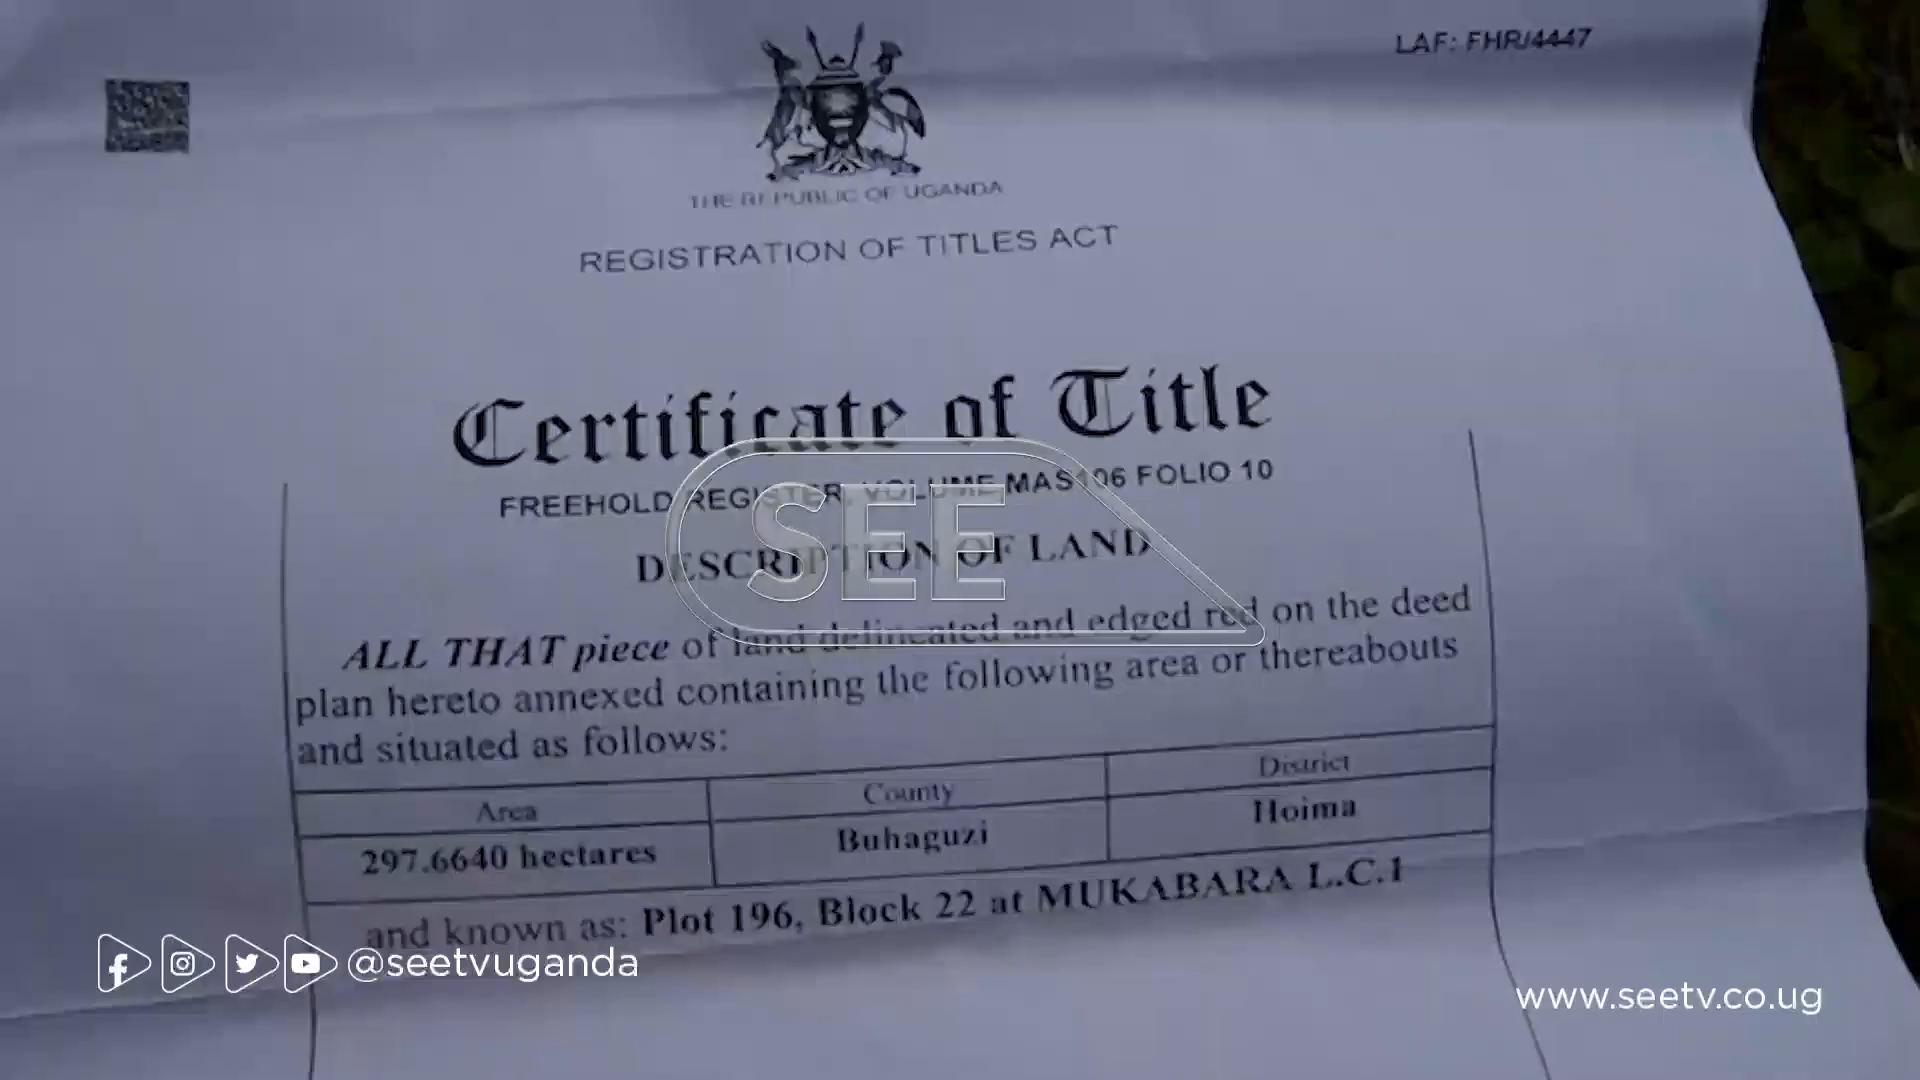 LAF: FHR/4447
THE REPUBLIC OF UGANDA
REGISTRATION OF TITLES ACT
Certificate of Title
FREEHOLD REGISTER, VOLUME MAS106 FOLIO 10
SEE
DESCRIPTION OF LAND
ALL THAT piece of land delineated and edged red on the deed
plan hereto annexed containing the following area or thereabouts
and situated as follows:
Area County District
297.6640 hectares Buhaguzi Hoima
and known as: Plot 196, Block 22 at MUKABARA L.C.1
@seetvuganda
www.seetv.co.ug